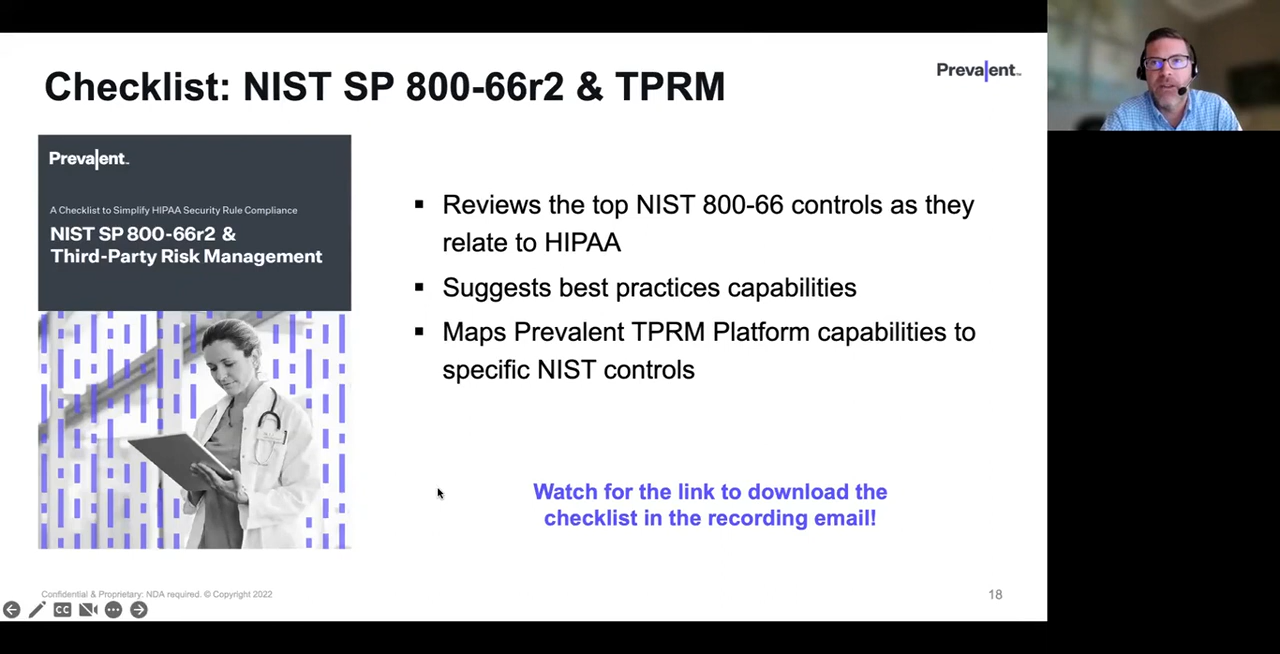 Checklist: NIST SP 800-66r2 & TPRM
Prevalent™
Prevalent™
A Checklist to Simplify HIPAA Security Rule Compliance
NIST SP 800-66r2 &
Third-Party Risk Management
▪ Reviews the top NIST 800-66 controls as they
relate to HIPAA
▪ Suggests best practices capabilities
▪ Maps Prevalent TPRM Platform capabilities to
specific NIST controls
Watch for the link to download the
checklist in the recording email!
Confidential & Proprietary: NDA required. © Copyright 2022
18
CC